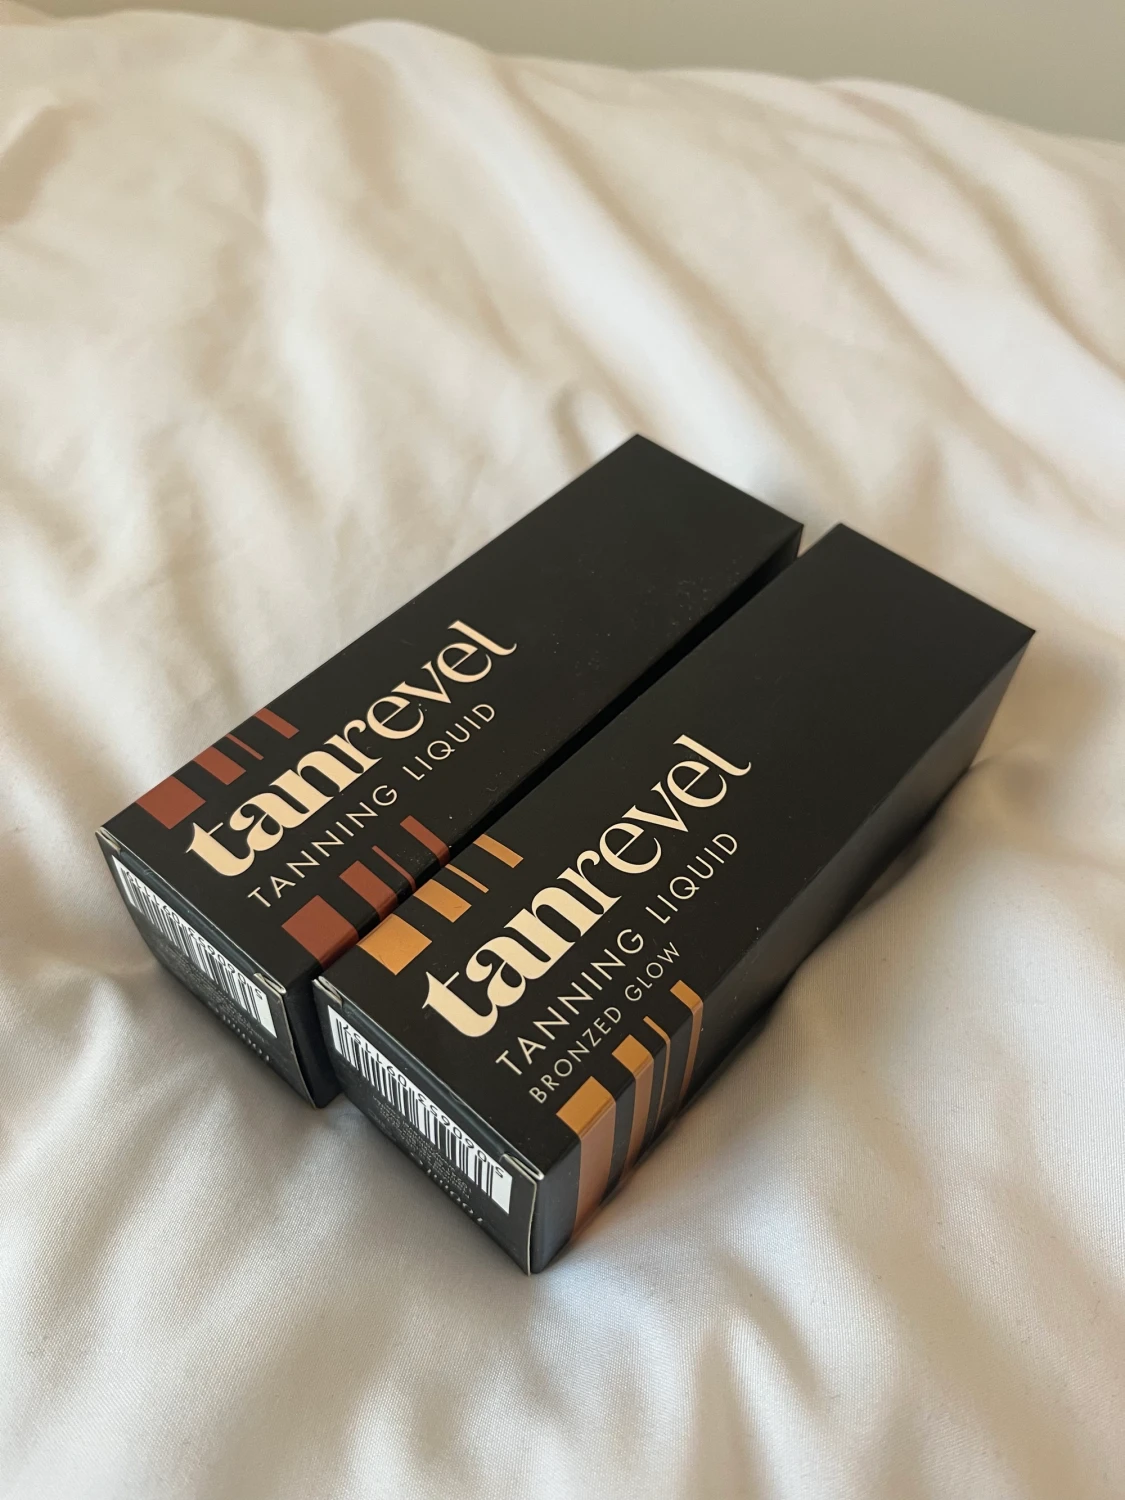 tanrevel
TANNING LIQUID
tanrevel
TANNING LIQUID
BRONZED GLOW